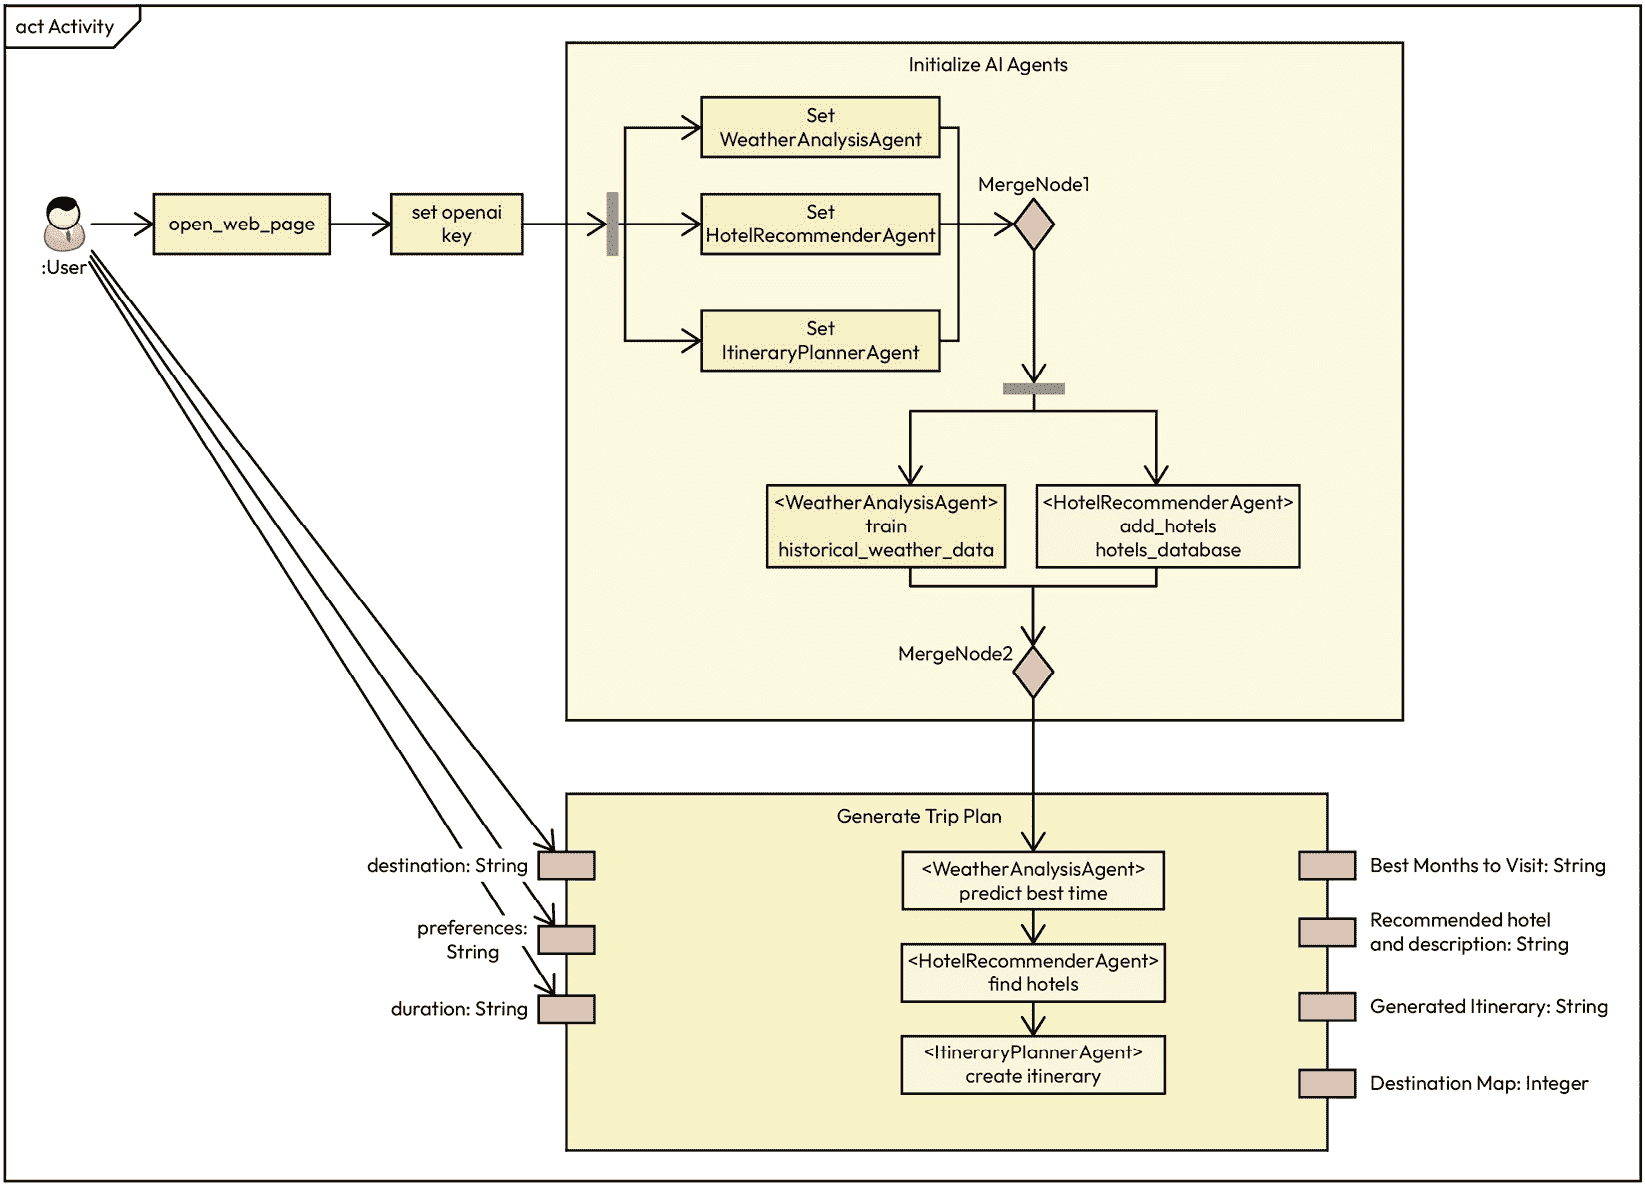 act Activity
Initialize AI Agents
Set
WeatherAnalysisAgent
MergeNode1
open_web_page
set openai
key
Set
HotelRecommenderAgent
:User
Set
ItineraryPlannerAgent
<WeatherAnalysisAgent>
train
historical_weather_data
<HotelRecommenderAgent>
add_hotels
hotels_database
MergeNode2
Generate Trip Plan
destination: String
preferences:
String
duration: String
<WeatherAnalysisAgent>
predict best time
<HotelRecommenderAgent>
find hotels
<ItineraryPlannerAgent>
create itinerary
Best Months to Visit: String
Recommended hotel
and description: String
Generated Itinerary: String
Destination Map: Integer